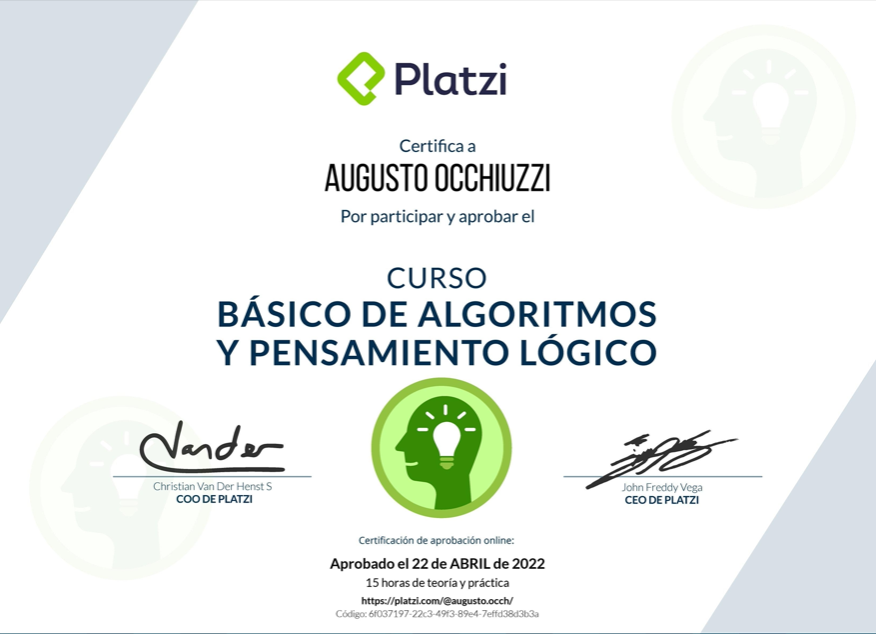 Platzi
Certifica a
AUGUSTO OCCHIUZZI
Por participar y aprobar el
CURSO
BÁSICO DE ALGORITMOS
Y PENSAMIENTO LÓGICO
Vander
Christian Van Der Henst S
COO DE PLATZI
John Freddy Vega
CEO DE PLATZI
Certificación de aprobación online:
Aprobado el 22 de ABRIL de 2022
15 horas de teoría y práctica
https://platzi.com/@augusto.occh/
Código: 6f037197-22c3-49f3-89e4-7effd38d3b3a